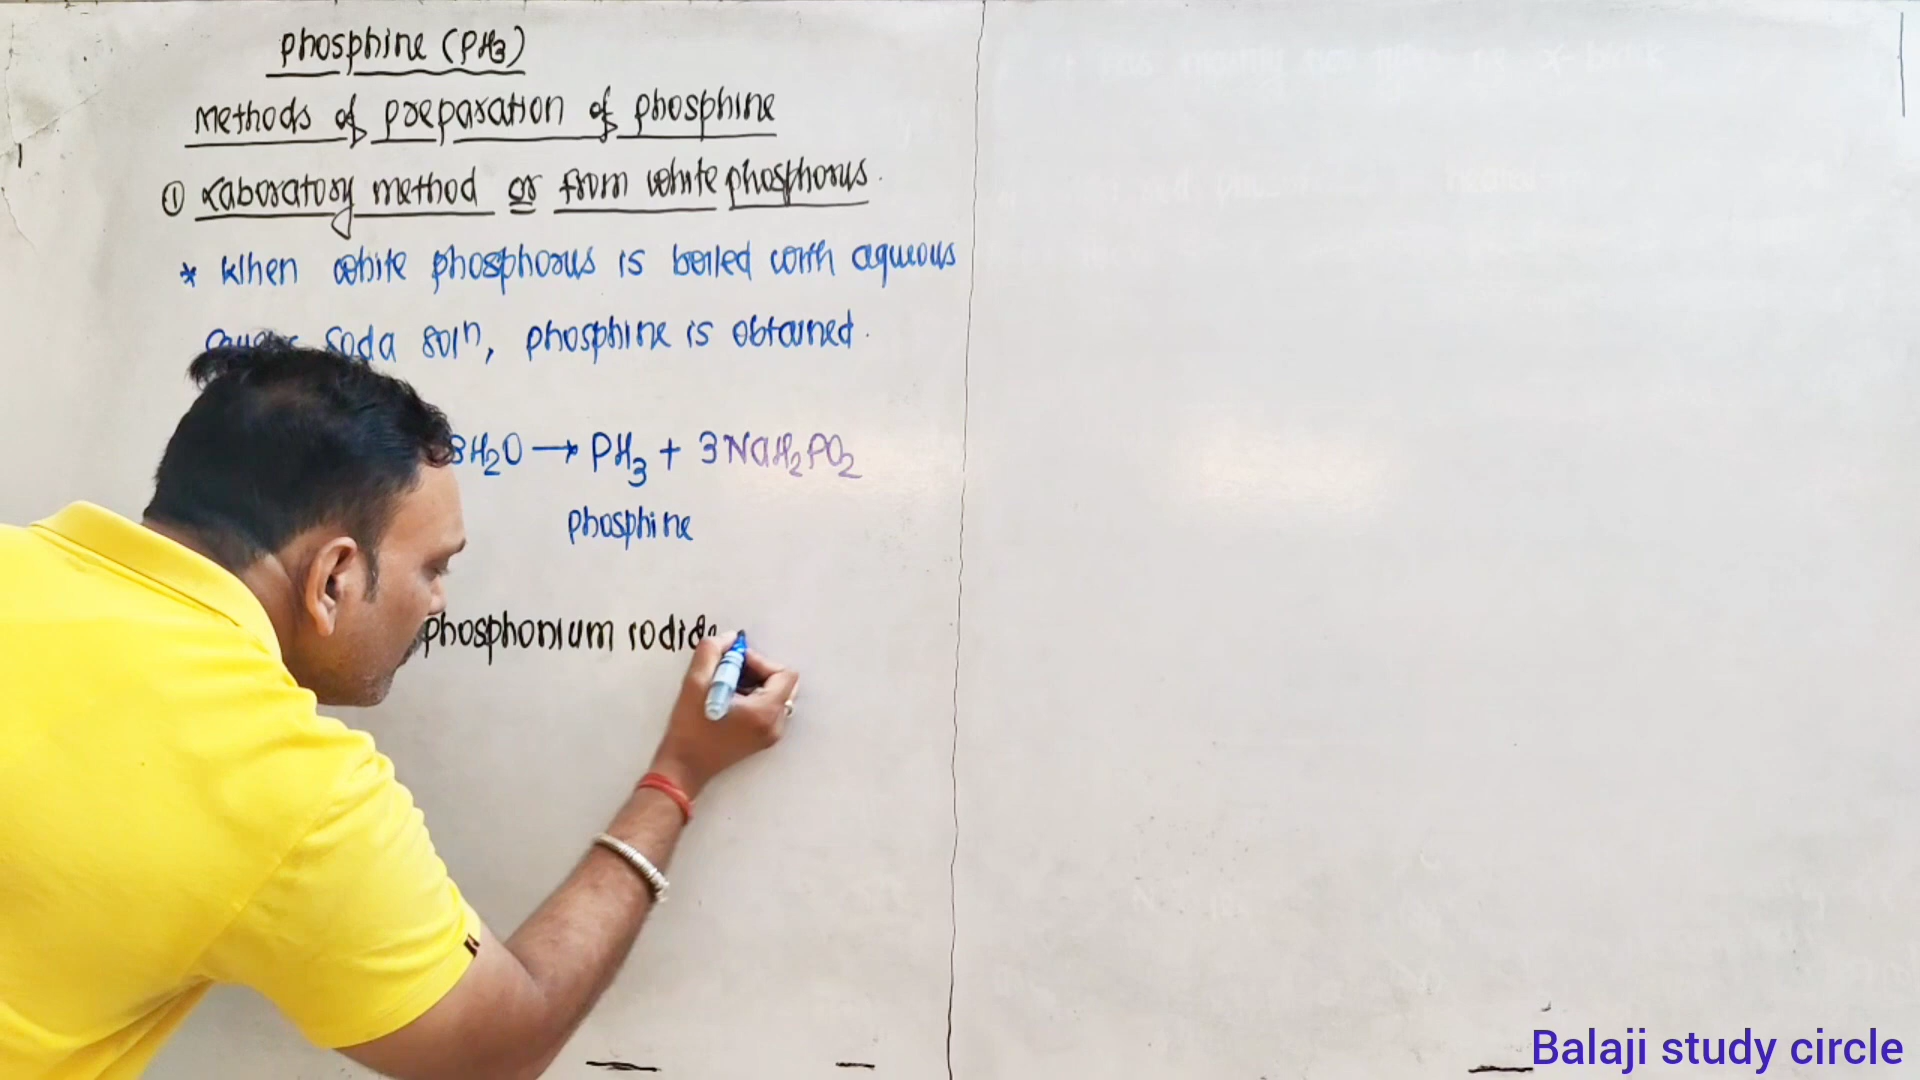 Phosphine (PH3)
Methods of preparation of phosphine
① Laboratory method or from white phosphorus.
* When white phosphorus is boiled with aqueous
soda soln, phosphine is obtained.
3H2O → PH3 + 3NaH2PO2
phosphine
phosphonium iodide
Balaji study circle